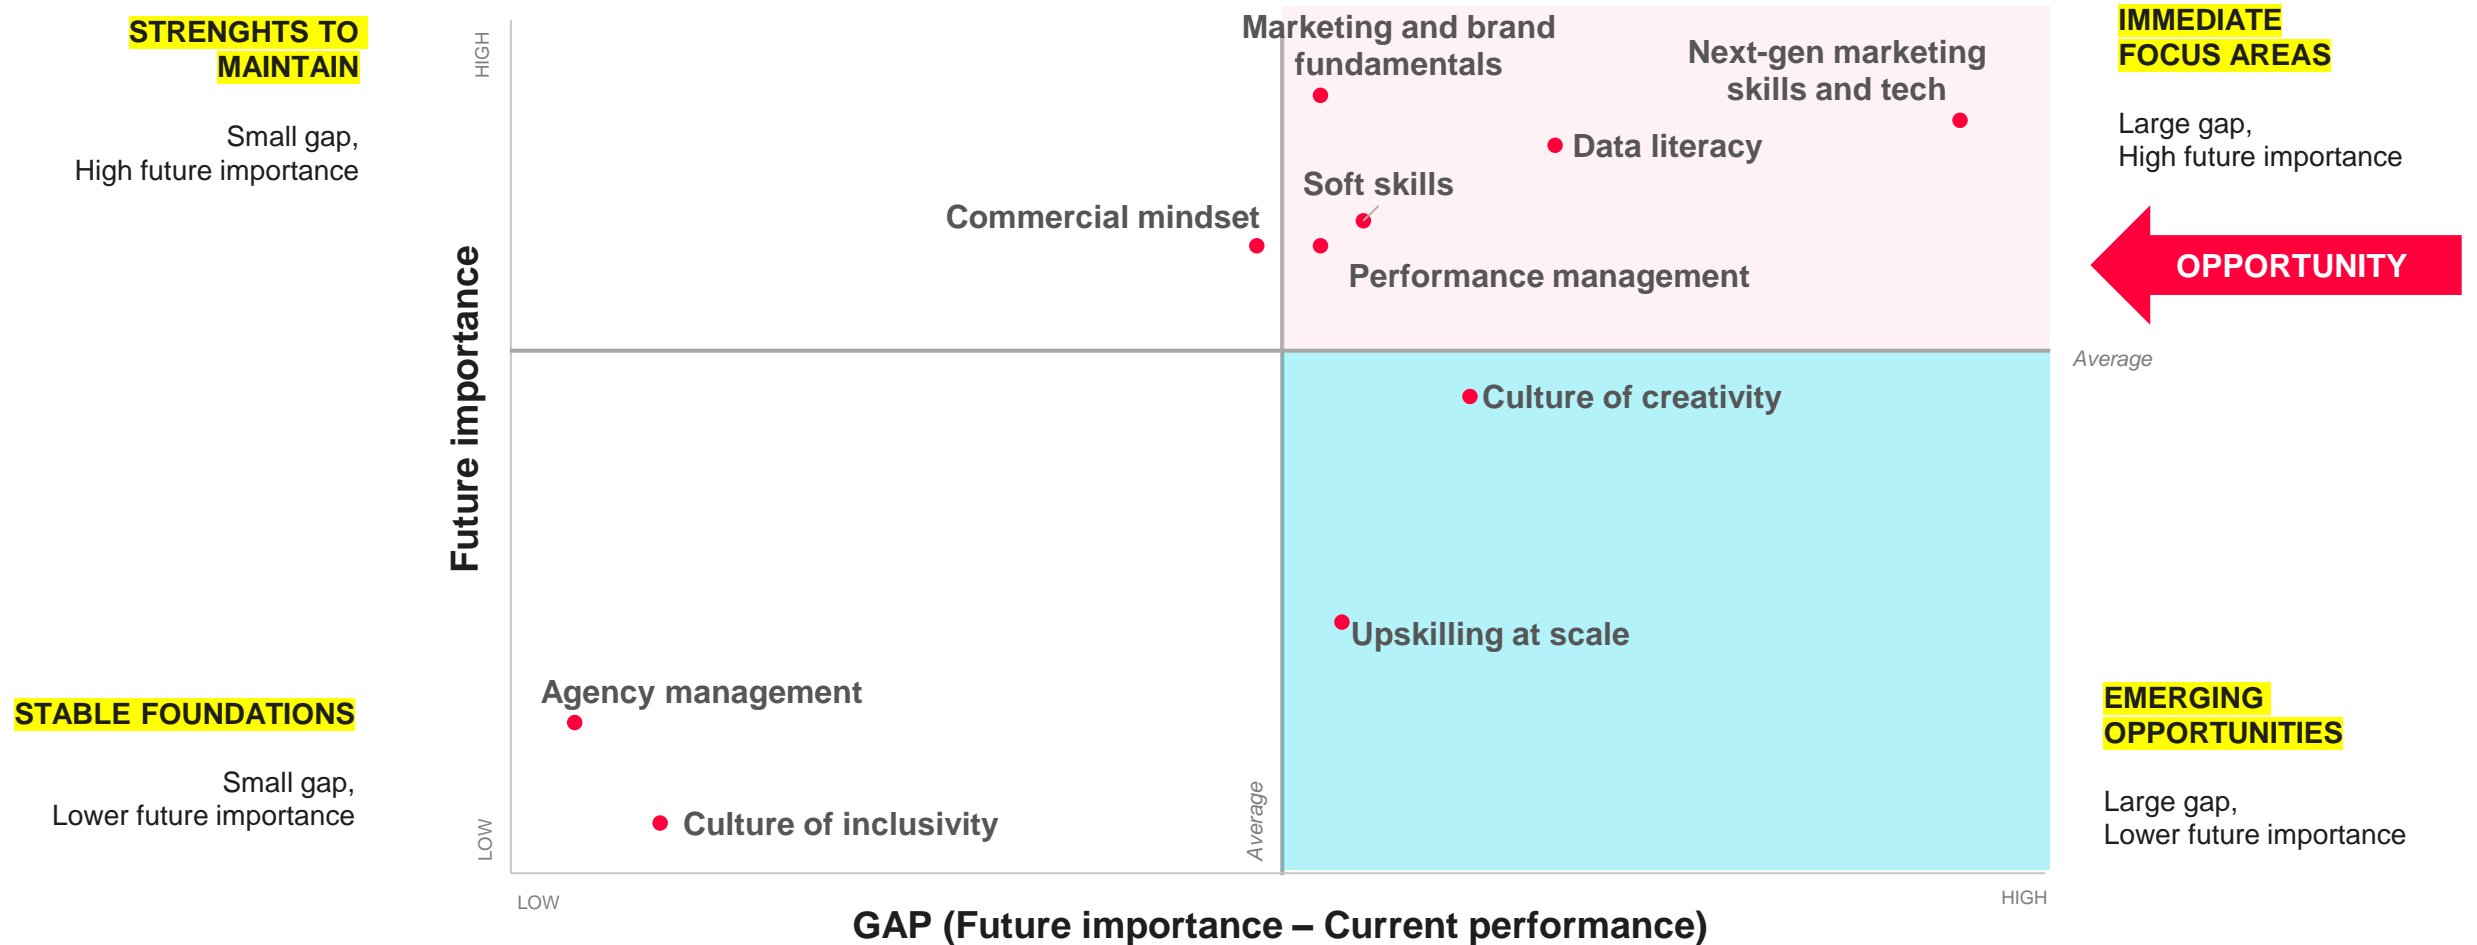 STRENGHTS TO
MAINTAIN
Small gap,
High future importance
HIGH
Future importance
LOW
STABLE FOUNDATIONS
Small gap,
Lower future importance
Marketing and brand
fundamentals
Next-gen marketing
skills and tech
Data literacy
Soft skills
Commercial mindset
Performance management
Culture of creativity
Upskilling at scale
Agency management
Culture of inclusivity
Average
Average
LOW
HIGH
GAP (Future importance – Current performance)
IMMEDIATE
FOCUS AREAS
Large gap,
High future importance
OPPORTUNITY
EMERGING
OPPORTUNITIES
Large gap,
Lower future importance